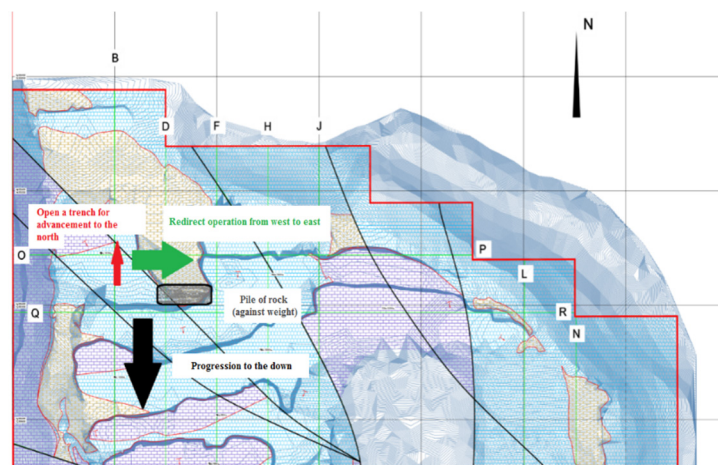 N
B
D
F
H
J
Open a trench for
advancement to the
north
Redirect operation from west to east
O
P
L
Pile of rock
(against weight)
Q
R
N
Progression to the down